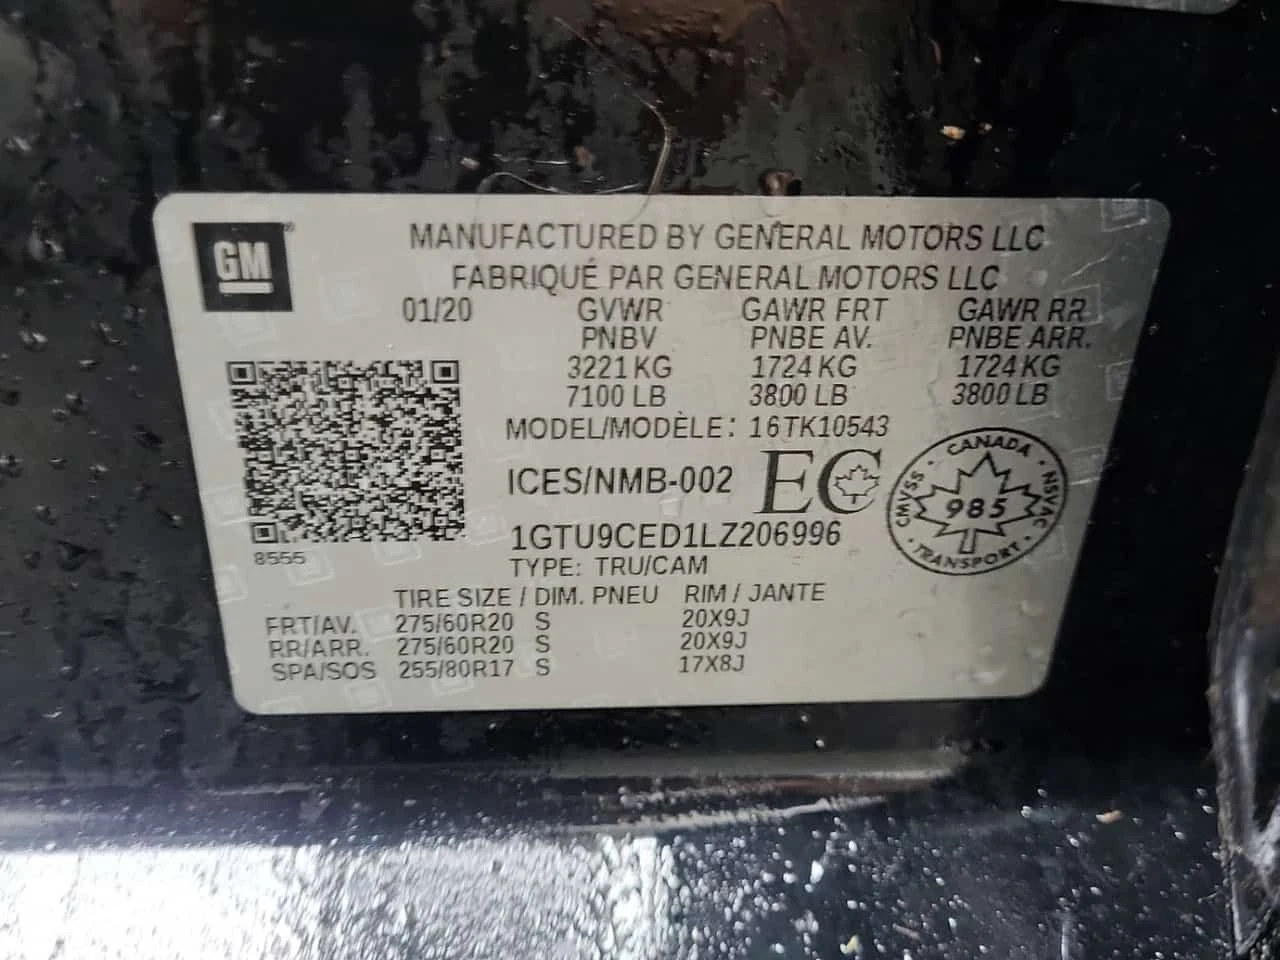 GM
MANUFACTURED BY GENERAL MOTORS LLC
FABRIQUÉ PAR GENERAL MOTORS LLC
01/20 GVWR GAWR FRT GAWR RR
PNBV PNBE AV. PNBE ARR.
3221 KG 1724 KG 1724 KG
7100 LB 3800 LB 3800 LB
MODEL/MODÈLE: 16TK10543
ICES/NMB-002 EC
CANADA
CMVSS 985 NSVAC
TRANSPORT
1GTU9CED1LZ206996
8555
TYPE: TRU/CAM
TIRE SIZE / DIM. PNEU RIM / JANTE
FRT/AV. 275/60R20 S 20X9J
RR/ARR. 275/60R20 S 20X9J
SPA/SOS 255/80R17 S 17X8J